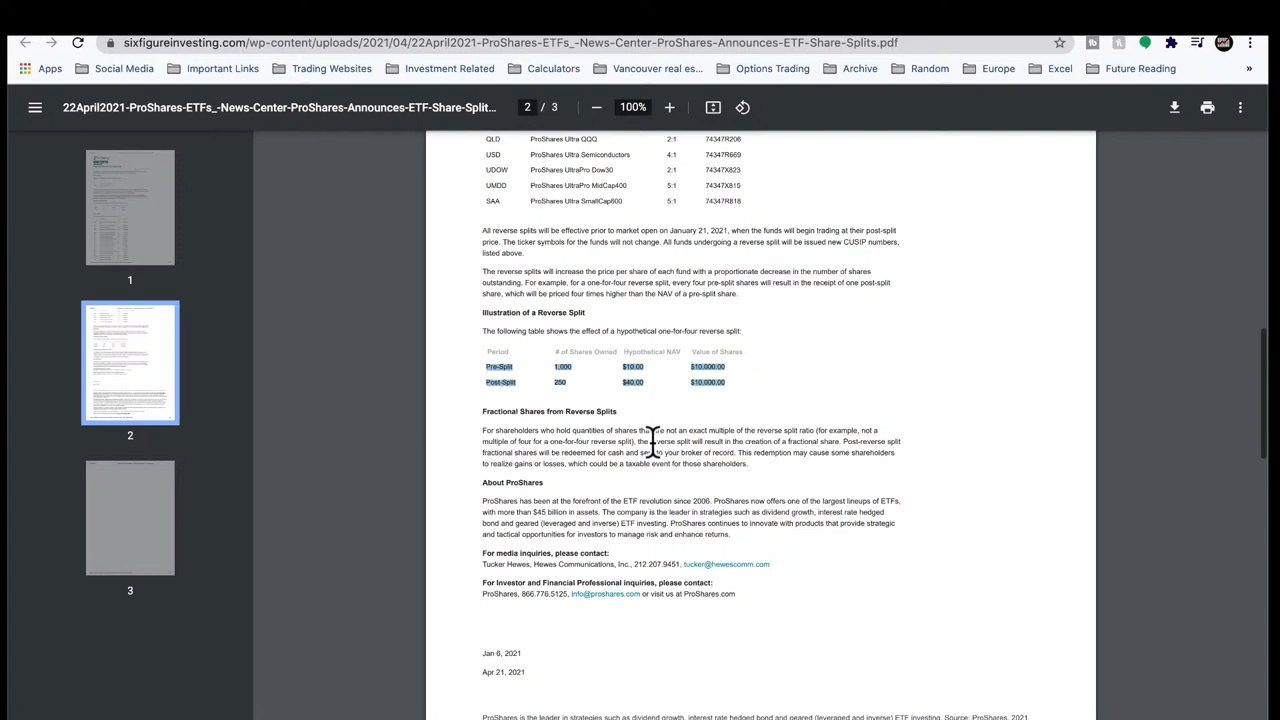 sixfigureinvesting.com/wp-content/uploads/2021/04/22April2021-ProShares-ETFs_-News-Center-ProShares-Announces-ETF-Share-Splits.pdf
Apps Social Media Important Links Trading Websites Investment Related Calculators Vancouver real es... Options Trading Archive Random Europe Excel Future Reading »
22April2021-ProShares-ETFs_-News-Center-ProShares-Announces-ETF-Share-Split... 2 / 3 100%
QLD ProShares Ultra QQQ 2:1 74347R206
USD ProShares Ultra Semiconductors 4:1 74347R669
UDOW ProShares UltraPro Dow30 2:1 74347X823
UMDD ProShares UltraPro MidCap400 5:1 74347X815
SAA ProShares Ultra SmallCap600 5:1 74347R818
All reverse splits will be effective prior to market open on January 21, 2021, when the funds will begin trading at their post-split
price. The ticker symbols for the funds will not change. All funds undergoing a reverse split will be issued new CUSIP numbers,
listed above.
The reverse splits will increase the price per share of each fund with a proportionate decrease in the number of shares
outstanding. For example, for a one-for-four reverse split, every four pre-split shares will result in the receipt of one post-split
share, which will be priced four times higher than the NAV of a pre-split share.
Illustration of a Reverse Split
The following table shows the effect of a hypothetical one-for-four reverse split:
Period # of Shares Owned Hypothetical NAV Value of Shares
Pre-Split 1,000 $10.00 $10,000.00
Post-Split 250 $40.00 $10,000.00
Fractional Shares from Reverse Splits
For shareholders who hold quantities of shares that are not an exact multiple of the reverse split ratio (for example, not a
multiple of four for a one-for-four reverse split), the reverse split will result in the creation of a fractional share. Post-reverse split
fractional shares will be redeemed for cash and sent to your broker of record. This redemption may cause some shareholders
to realize gains or losses, which could be a taxable event for those shareholders.
About ProShares
ProShares has been at the forefront of the ETF revolution since 2006. ProShares now offers one of the largest lineups of ETFs,
with more than $45 billion in assets. The company is the leader in strategies such as dividend growth, interest rate hedged
bond and geared (leveraged and inverse) ETF investing. ProShares continues to innovate with products that provide strategic
and tactical opportunities for investors to manage risk and enhance returns.
For media inquiries, please contact:
Tucker Hewes, Hewes Communications, Inc., 212.207.9451, tucker@hewescomm.com
For Investor and Financial Professional inquiries, please contact:
ProShares, 866.776.5125, info@proshares.com or visit us at ProShares.com
Jan 6, 2021
Apr 21, 2021
ProShares is the leader in strategies such as dividend growth, interest rate hedged bond and geared (leveraged and inverse) ETF investing. Source: ProShares, 2021.
1
2
3